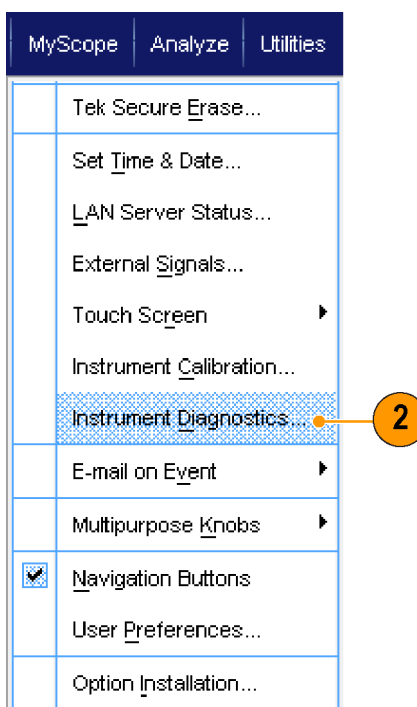 MyScope Analyze Utilities
Tek Secure Erase...
Set Time & Date...
LAN Server Status...
External Signals...
Touch Screen
Instrument Calibration...
Instrument Diagnostics...
2
E-mail on Event
Multipurpose Knobs
Navigation Buttons
User Preferences...
Option Installation...